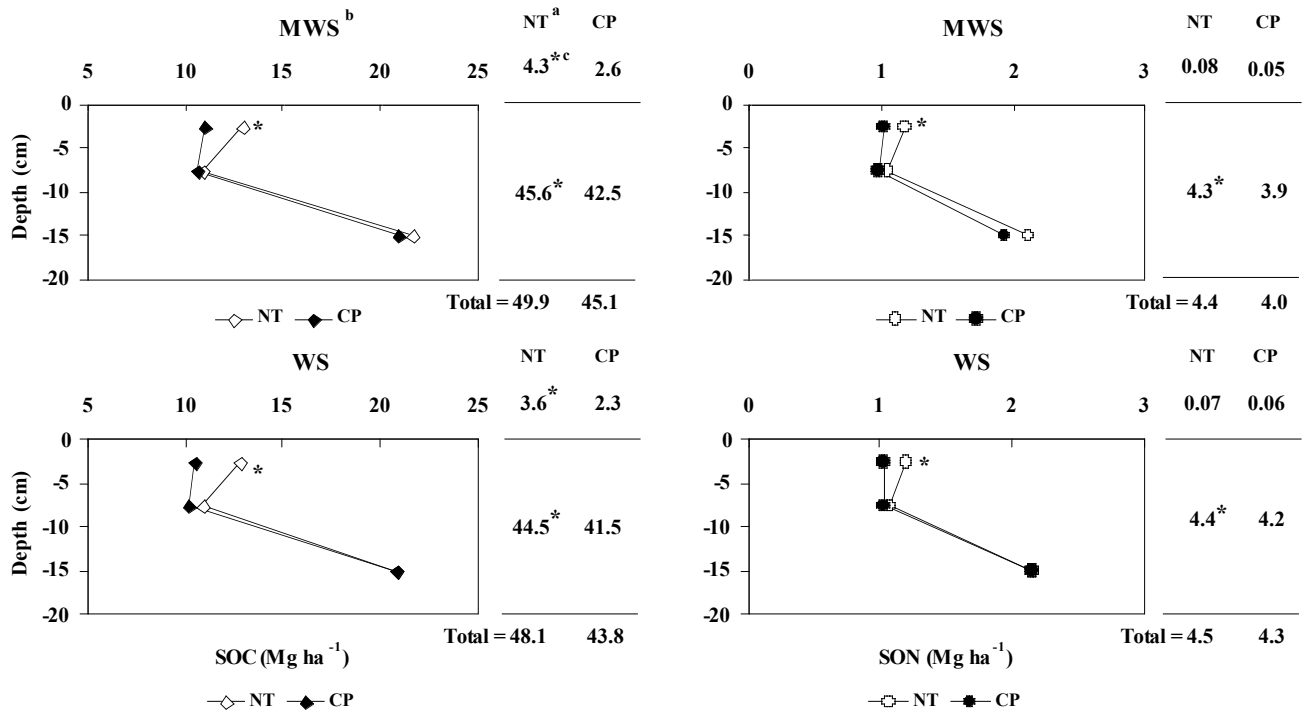 MWS b
NT a CP
5 10 15 20 25
4.3*c 2.6
0
-5
-10
-15
-20
Depth (cm)
*
45.6* 42.5
Total = 49.9 45.1
NT CP
MWS
NT CP
1 2 3
0.08 0.05
0
-5
-10
-15
-20
*
4.3* 3.9
Total = 4.4 4.0
NT CP
WS
NT CP
5 10 15 20 25
3.6* 2.3
0
-5
-10
-15
-20
Depth (cm)
*
44.5* 41.5
Total = 48.1 43.8
SOC (Mg ha -1)
NT CP
WS
NT CP
0 1 2 3
0.07 0.06
0
-5
-10
-15
-20
*
4.4* 4.2
Total = 4.5 4.3
SON (Mg ha -1)
NT CP